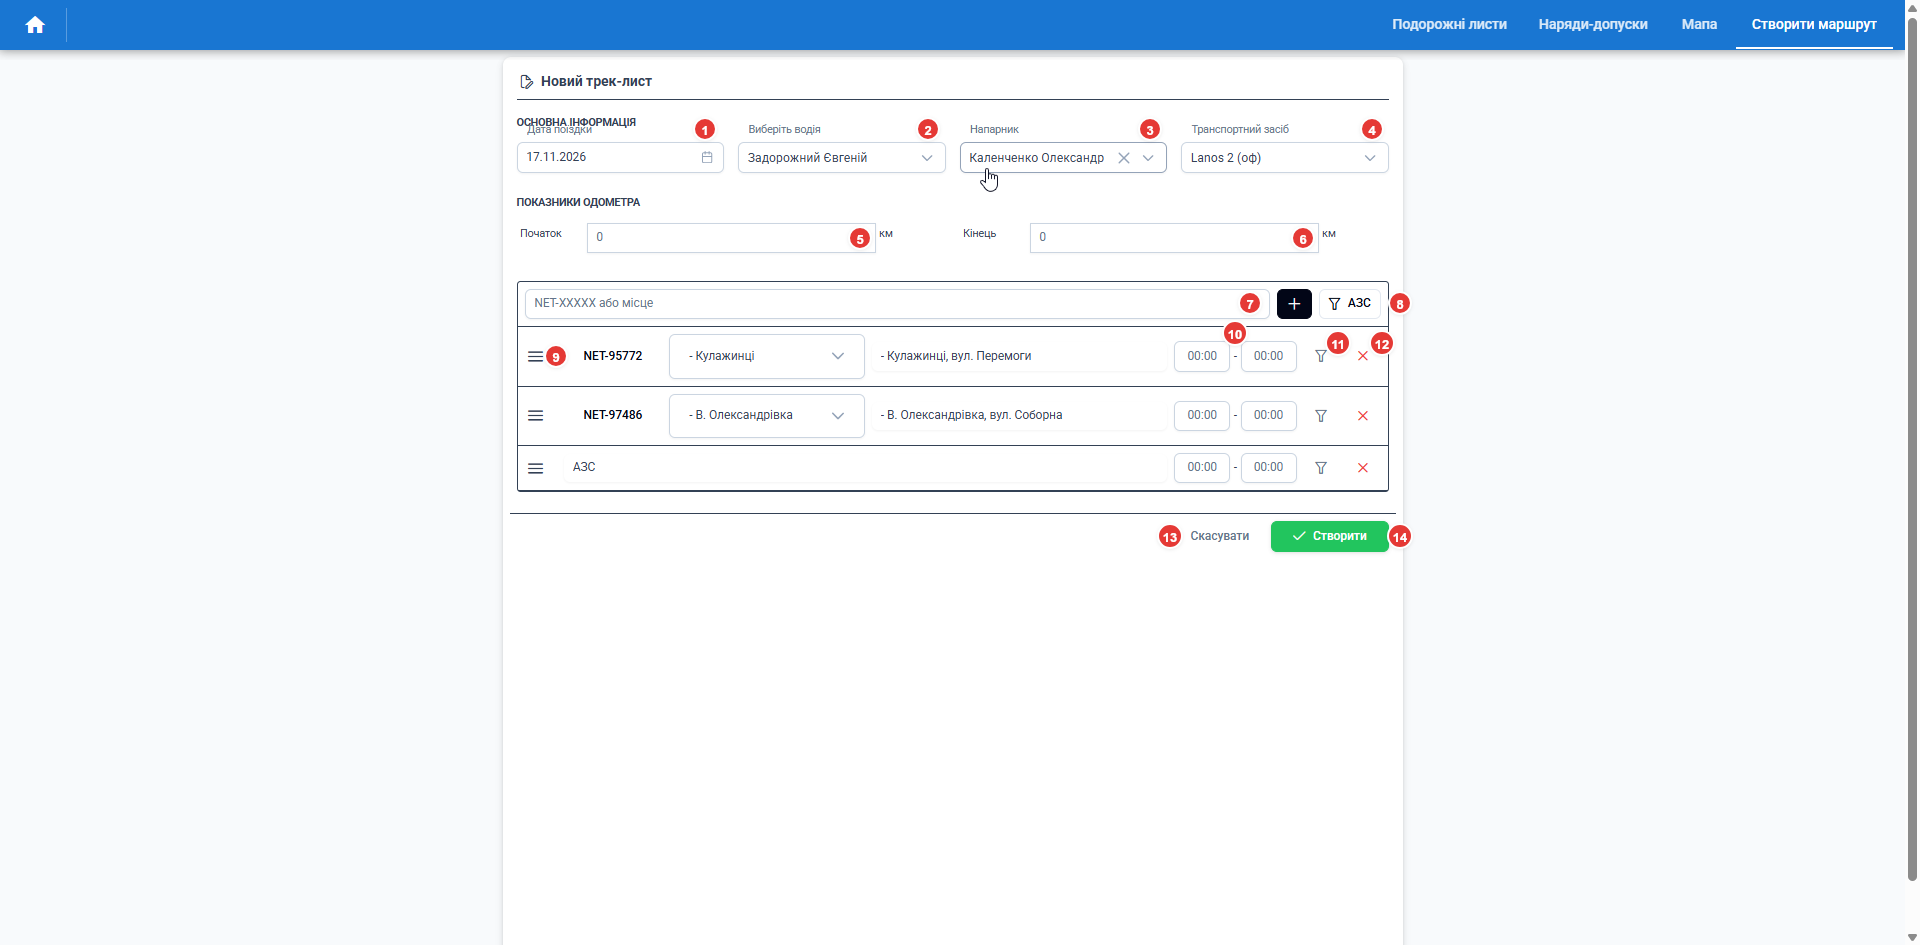 Подорожні листи Наряди-допуски Мапа Створити маршрут
Новий трек-лист
ОСНОВНА ІНФОРМАЦІЯ
Дата поїздки 1 Виберіть водія 2 Напарник 3 Транспортний засіб 4
17.11.2026 Задорожний Євгеній Каленченко Олександр Lanos 2 (оф)
ПОКАЗНИКИ ОДОМЕТРА
Початок 0 5 км Кінець 0 6 км
NET-XXXXX або місце 7 + АЗС 8
10
11 12
9 NET-95772 - Кулажинці - Кулажинці, вул. Перемоги 00:00 - 00:00
NET-97486 - В. Олександрівка - В. Олександрівка, вул. Соборна 00:00 - 00:00
АЗС 00:00 - 00:00
13 Скасувати Створити 14